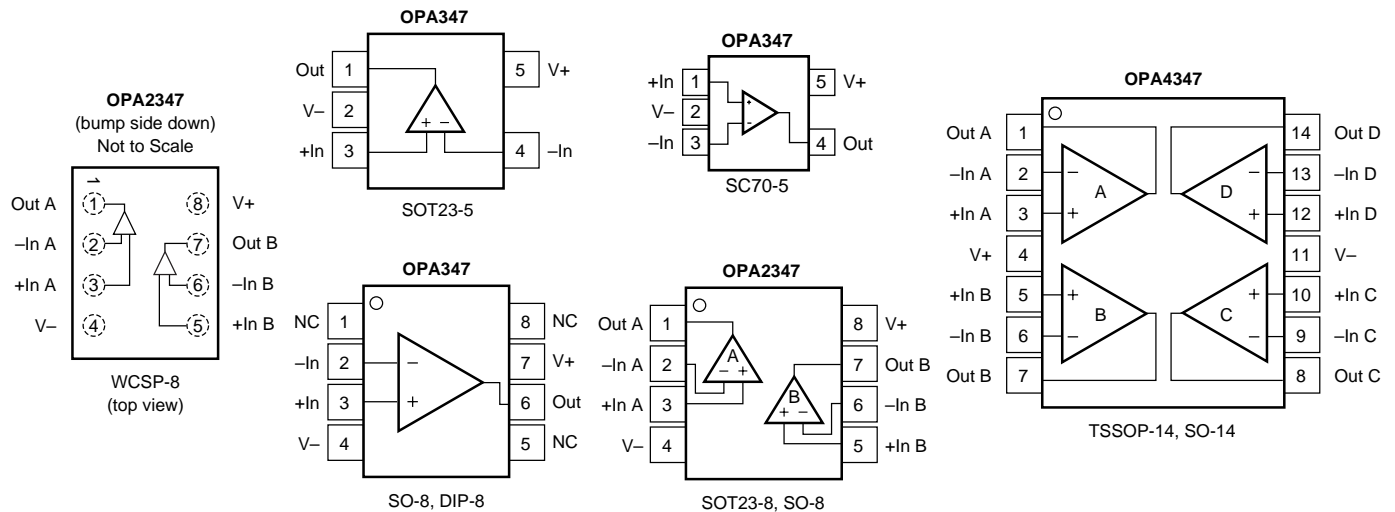 OPA2347
(bump side down)
Not to Scale
1
Out A 1 8 V+
–In A 2 7 Out B
+In A 3 6 –In B
V– 4 5 +In B
WCSP-8
(top view)
OPA347
Out 1 5 V+
V– 2
+In 3 4 –In
+ –
SOT23-5
OPA347
+In 1 5 V+
V– 2
–In 3 4 Out
+
-
SC70-5
OPA347
NC 1 8 NC
–In 2 – 7 V+
+In 3 + 6 Out
V– 4 5 NC
SO-8, DIP-8
OPA2347
Out A 1 8 V+
–In A 2 A 7 Out B
– +
+In A 3 B 6 –In B
+ –
V– 4 5 +In B
SOT23-8, SO-8
OPA4347
Out A 1 14 Out D
–In A 2 – – 13 –In D
A D
+In A 3 + + 12 +In D
V+ 4 11 V–
+In B 5 + + 10 +In C
B C
–In B 6 – – 9 –In C
Out B 7 8 Out C
TSSOP-14, SO-14